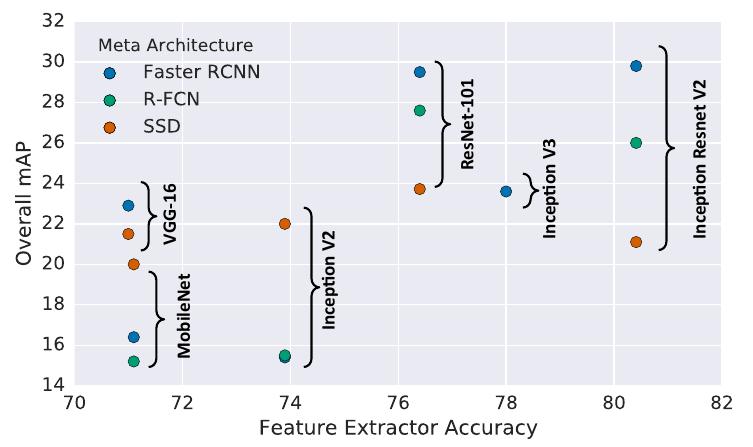 Meta Architecture
Faster RCNN
R-FCN
SSD
Overall mAP
32
30
28
26
24
22
20
18
16
14
VGG-16
MobileNet
Inception V2
ResNet-101
Inception V3
Inception Resnet V2
70 72 74 76 78 80 82
Feature Extractor Accuracy